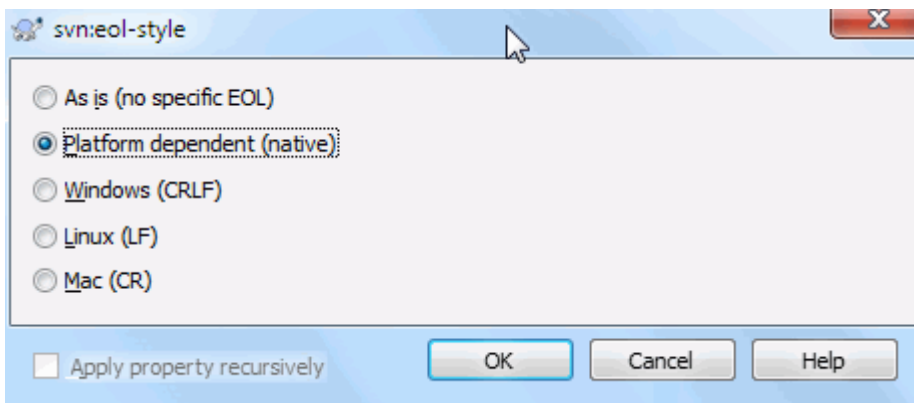 svn:eol-style
As is (no specific EOL)
Platform dependent (native)
Windows (CRLF)
Linux (LF)
Mac (CR)
Apply property recursively
OK
Cancel
Help